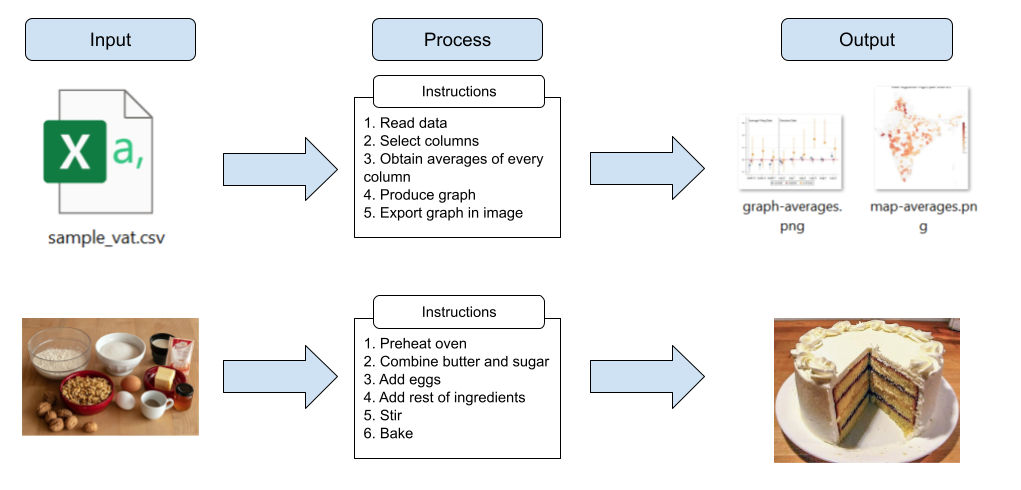 Input
Process
Output
Instructions
1. Read data
2. Select columns
3. Obtain averages of every
column
4. Produce graph
5. Export graph in image
X a,
sample_vat.csv
graph-averages.
png
map-averages.pn
g
Instructions
1. Preheat oven
2. Combine butter and sugar
3. Add eggs
4. Add rest of ingredients
5. Stir
6. Bake